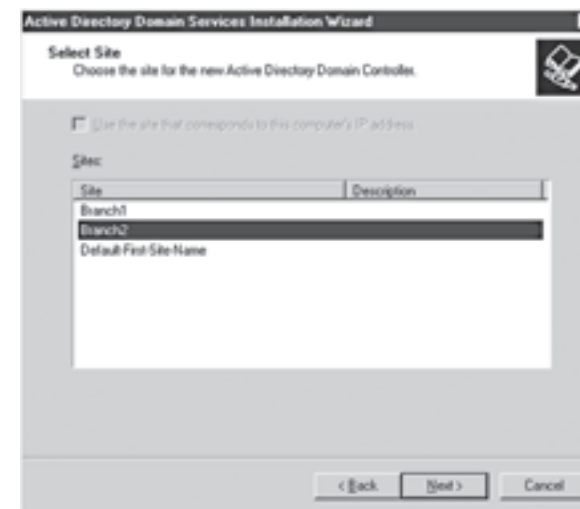 Active Directory Domain Services Installation Wizard
Select Site
Choose the site for the new Active Directory Domain Controller.
Use the site that corresponds to this computer's IP address
Sites:
Site Description
Branch1
Branch2
Default-First-Site-Name
< Back Next > Cancel